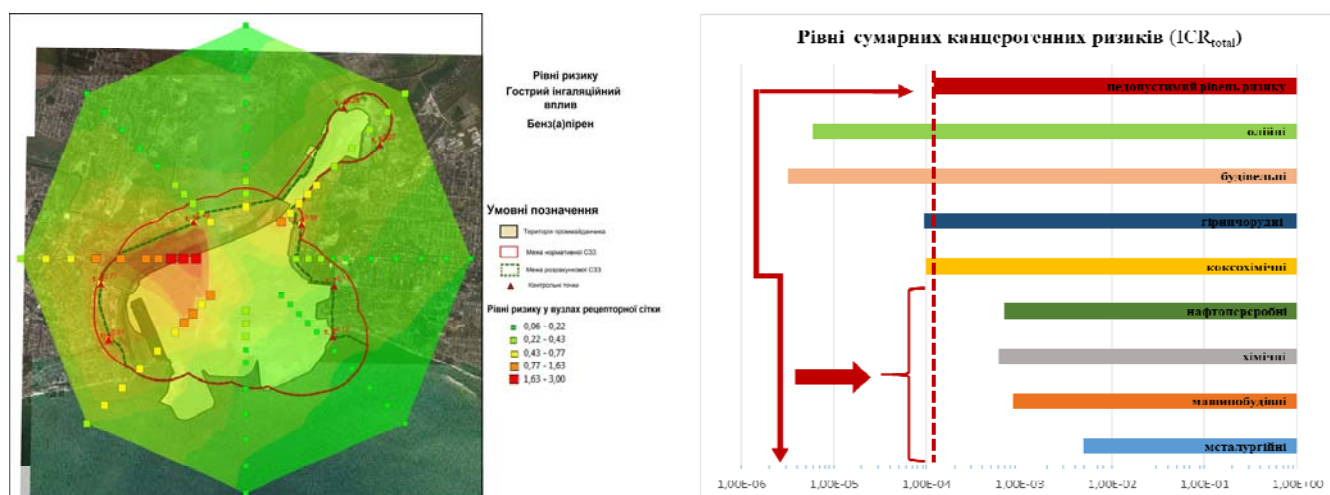 Рівні ризику
Гострий інгаляційний
вплив
Бенз(а)пірен
Умовні позначення
Територія проммайданчика
Межа нормативної СЗЗ
Межа розрахункової СЗЗ
Контрольні точки
Рівні ризику у вузлах рецепторної сітки
0,06 - 0,22
0,22 - 0,43
0,43 - 0,77
0,77 - 1,63
1,63 - 3,00
Рівні сумарних канцерогенних ризиків (ICRtotal)
недопустимий рівень ризику
олійні
будівельні
гірничорудні
коксохімічні
нафтопереробні
хімічні
машинобудівні
металургійні
1,00E-06 1,00E-05 1,00E-04 1,00E-03 1,00E-02 1,00E-01 1,00E+00